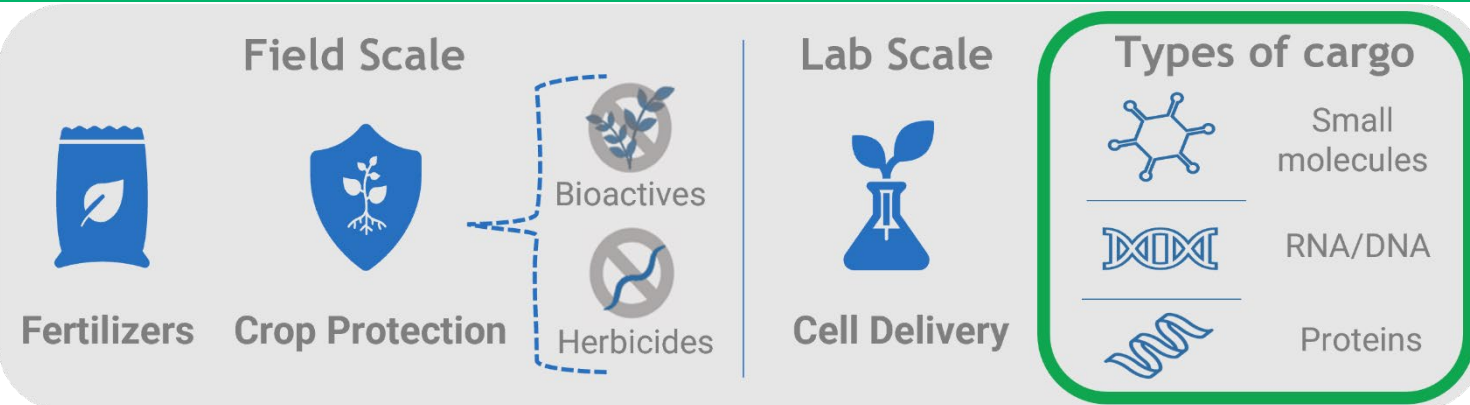 Field Scale
Fertilizers
Crop Protection
Bioactives
Herbicides
Lab Scale
Cell Delivery
Types of cargo
Small
molecules
RNA/DNA
Proteins